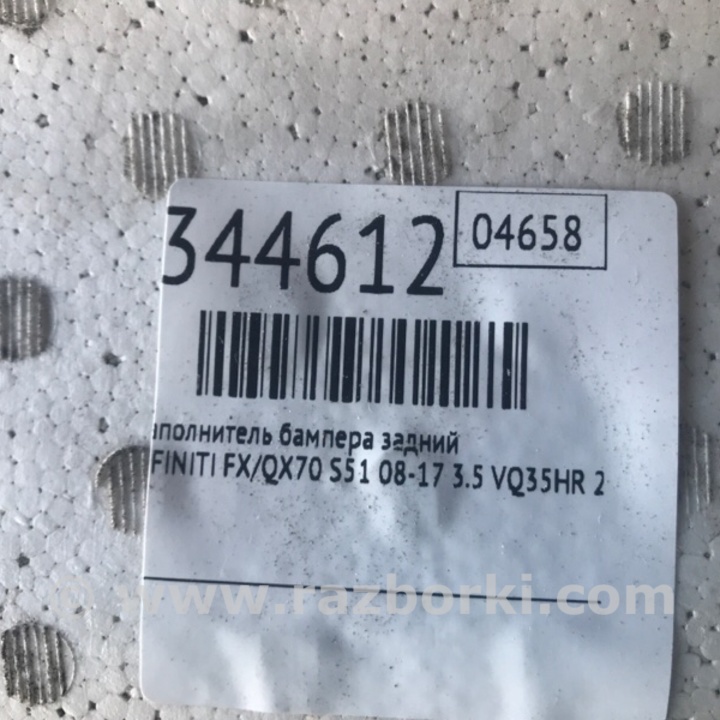 344612
04658
аполнитель бампера задний
FINITI FX/QX70 S51 08-17 3.5 VQ35HR 2
www.razborki.com